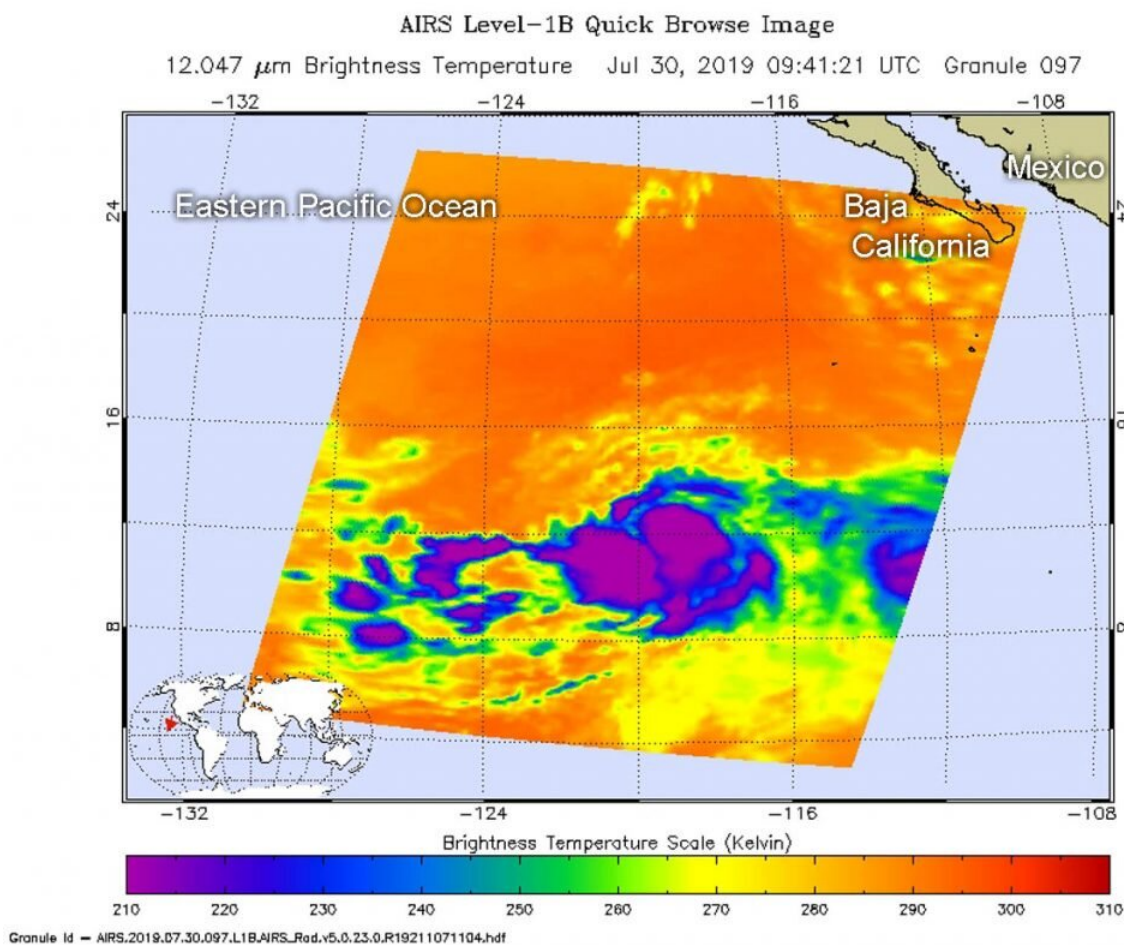 AIRS Level-1B Quick Browse Image
12.047 μm Brightness Temperature Jul 30, 2019 09:41:21 UTC Granule 097
-132 -124 -116 -108
Mexico
Eastern Pacific Ocean
Baja
California
24
16
8
-132 -124 -116 -108
Brightness Temperature Scale (Kelvin)
210 220 230 240 250 260 270 280 290 300 310
Granule Id - AIRS.2019.07.30.097.L1B.AIRS_Rad.v5.0.23.0.R19211071104.hdf